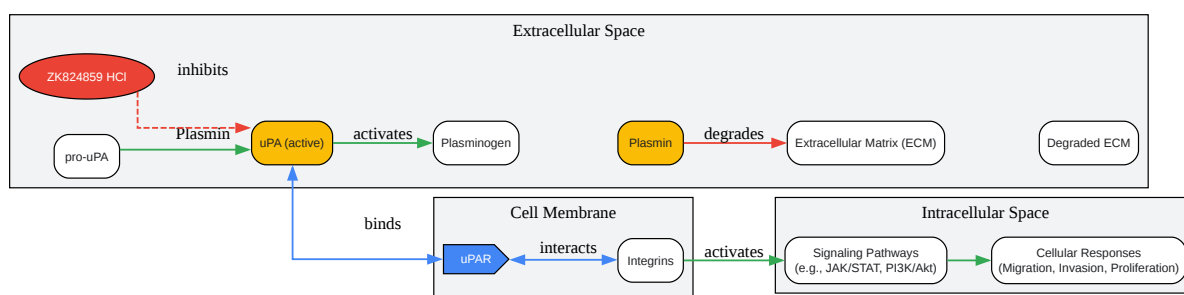 Extracellular Space
ZK824859 HCl
inhibits
pro-uPA
Plasmin
uPA (active)
activates
Plasminogen
Plasmin
degrades
Extracellular Matrix (ECM)
Degraded ECM
binds
Cell Membrane
uPAR
interacts
Integrins
activates
Intracellular Space
Signaling Pathways
(e.g., JAK/STAT, PI3K/Akt)
Cellular Responses
(Migration, Invasion, Proliferation)